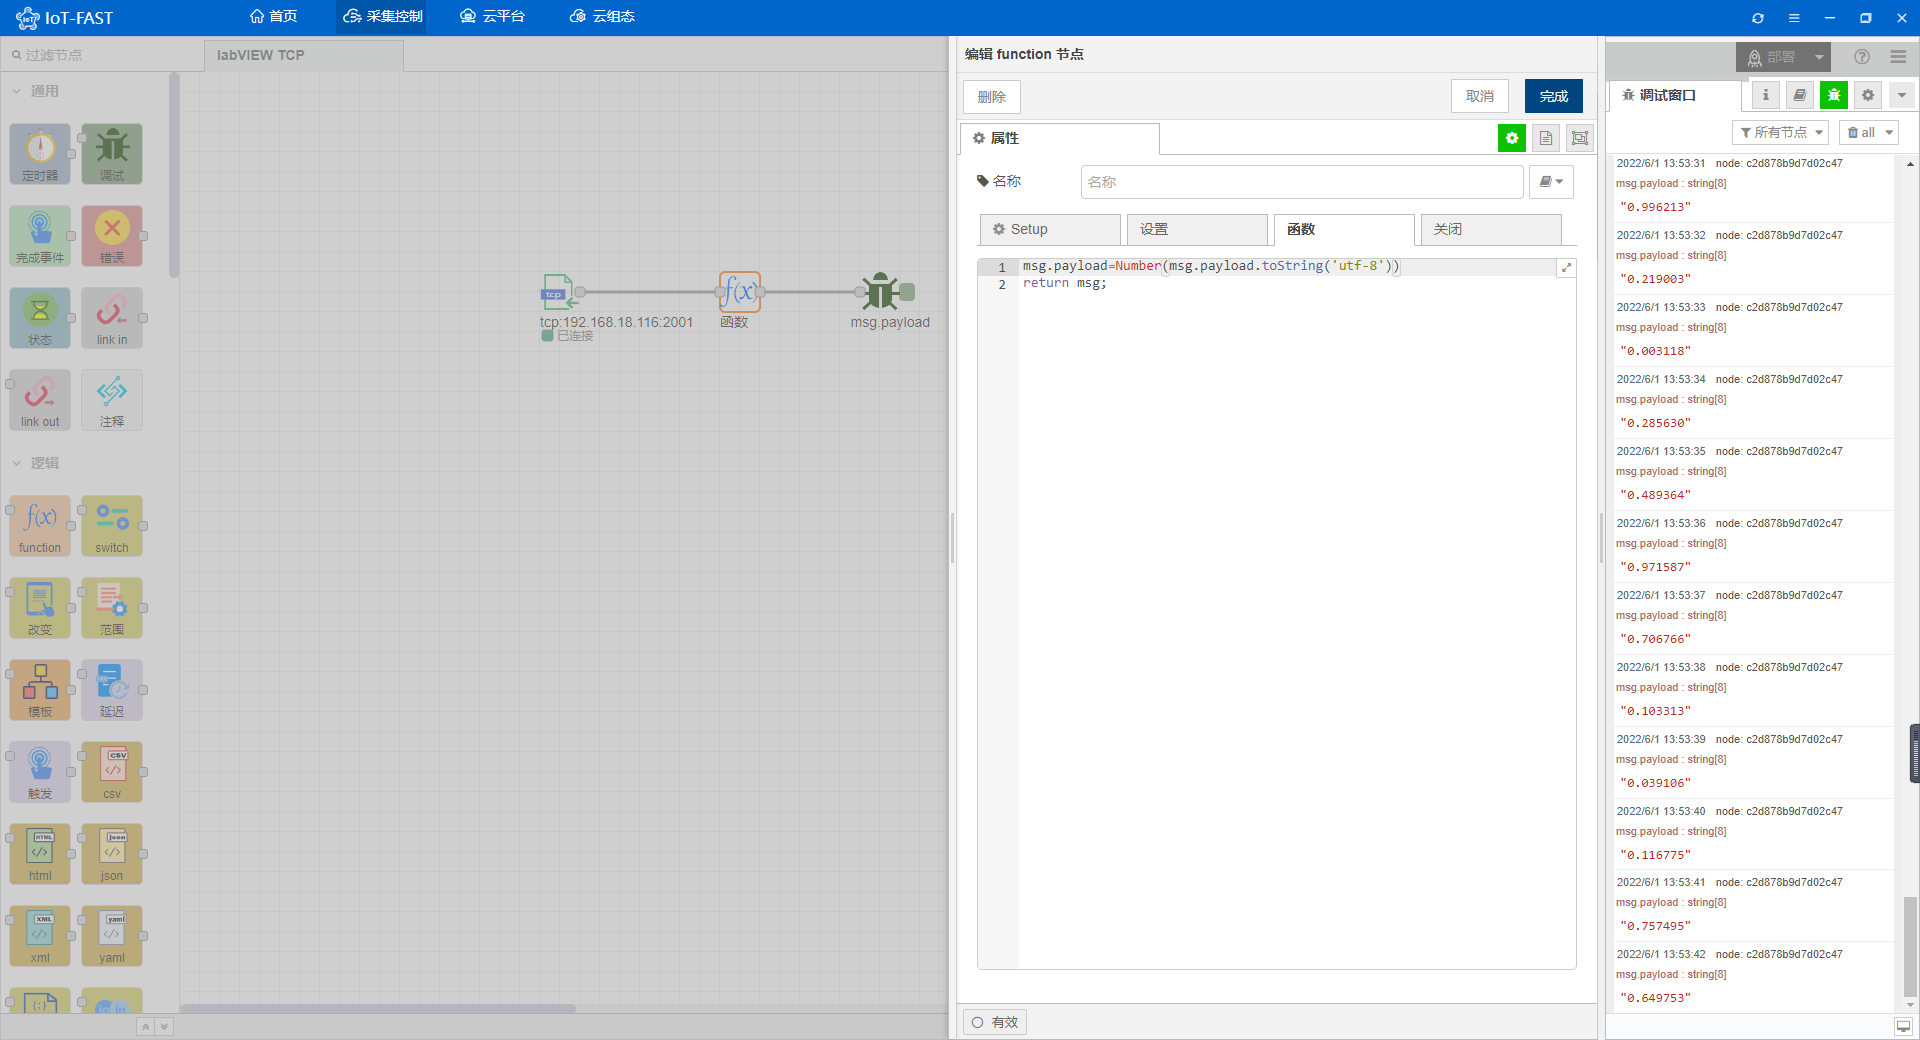 IoT-FAST
首页
采集控制
云平台
云组态
过滤节点
labVIEW TCP
通用
定时器
调试
完成事件
错误
状态
link in
link out
注释
逻辑
f(x)
function
switch
改变
范围
模板
延迟
触发
CSV
csv
HTML
html
json
json
XML
xml
yaml
yaml
tcp
tcp:192.168.18.116:2001
已连接
f(x)
函数
msg.payload
编辑 function 节点
删除
取消
完成
属性
名称
名称
Setup
设置
函数
关闭
1 msg.payload=Number(msg.payload.toString('utf-8'))
2 return msg;
有效
部署
调试窗口
所有节点
all
2022/6/1 13:53:31 node: c2d878b9d7d02c47
msg.payload : string[8]
"0.996213"
2022/6/1 13:53:32 node: c2d878b9d7d02c47
msg.payload : string[8]
"0.219003"
2022/6/1 13:53:33 node: c2d878b9d7d02c47
msg.payload : string[8]
"0.003118"
2022/6/1 13:53:34 node: c2d878b9d7d02c47
msg.payload : string[8]
"0.285630"
2022/6/1 13:53:35 node: c2d878b9d7d02c47
msg.payload : string[8]
"0.489364"
2022/6/1 13:53:36 node: c2d878b9d7d02c47
msg.payload : string[8]
"0.971587"
2022/6/1 13:53:37 node: c2d878b9d7d02c47
msg.payload : string[8]
"0.706766"
2022/6/1 13:53:38 node: c2d878b9d7d02c47
msg.payload : string[8]
"0.103313"
2022/6/1 13:53:39 node: c2d878b9d7d02c47
msg.payload : string[8]
"0.039106"
2022/6/1 13:53:40 node: c2d878b9d7d02c47
msg.payload : string[8]
"0.116775"
2022/6/1 13:53:41 node: c2d878b9d7d02c47
msg.payload : string[8]
"0.757495"
2022/6/1 13:53:42 node: c2d878b9d7d02c47
msg.payload : string[8]
"0.649753"